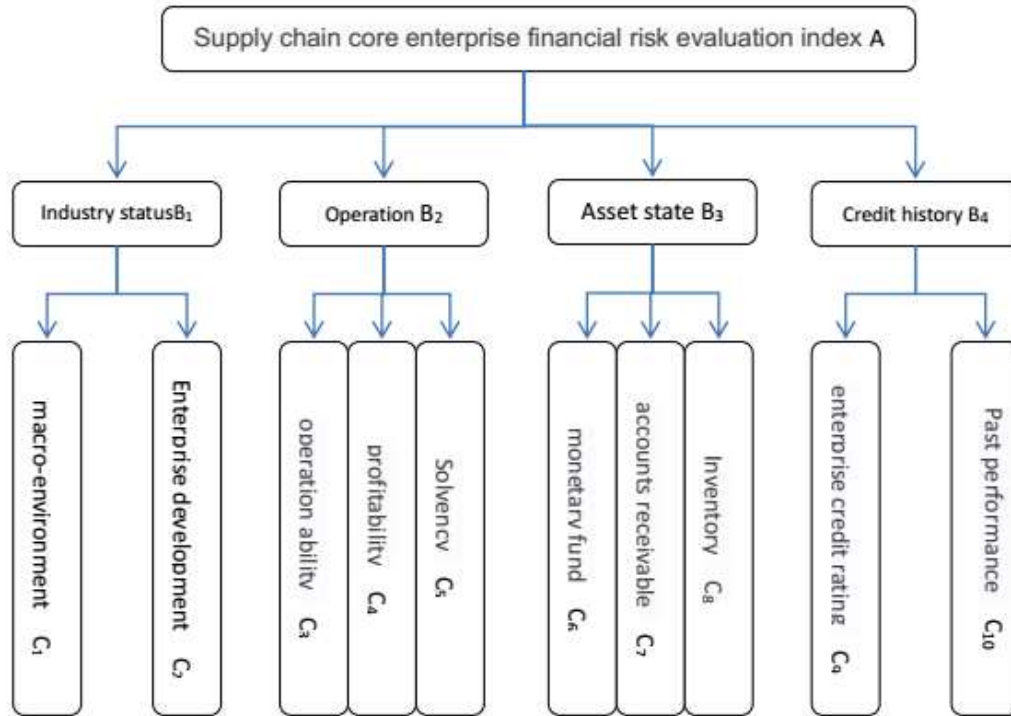 Supply chain core enterprise financial risk evaluation index A
Industry statusB₁
Operation B₂
Asset state B₃
Credit history B₄
macro-environment C₁
Enterprise development C₂
operation ability C₃
profitability C₄
Solvency C₅
monetary fund C₆
accounts receivable C₇
Inventory C₈
enterprise credit rating C₉
Past performance C₁₀